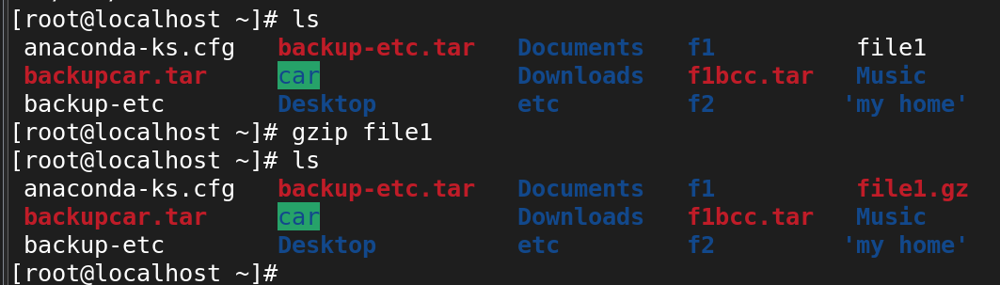 [root@localhost ~]# ls
anaconda-ks.cfg backup-etc.tar Documents f1 file1
backupcar.tar car Downloads f1bcc.tar Music
backup-etc Desktop etc f2 'my home'
[root@localhost ~]# gzip file1
[root@localhost ~]# ls
anaconda-ks.cfg backup-etc.tar Documents f1 file1.gz
backupcar.tar car Downloads f1bcc.tar Music
backup-etc Desktop etc f2 'my home'
[root@localhost ~]#